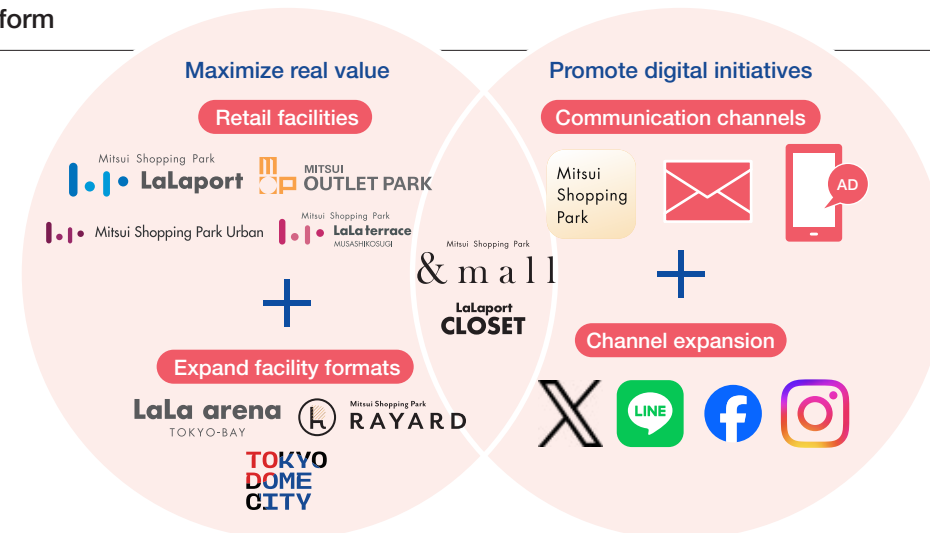 form
Maximize real value
Retail facilities
Mitsui Shopping Park
LaLaport
MITSUI
OUTLET PARK
Mitsui Shopping Park Urban
Mitsui Shopping Park
LaLa terrace
MUSASHIKOSUGI
Expand facility formats
LaLa arena
TOKYO-BAY
Mitsui Shopping Park
RAYARD
TOKYO
DOME
CITY
Mitsui Shopping Park
& mall
LaLaport
CLOSET
Promote digital initiatives
Communication channels
Mitsui
Shopping
Park
AD
Channel expansion
X
LINE